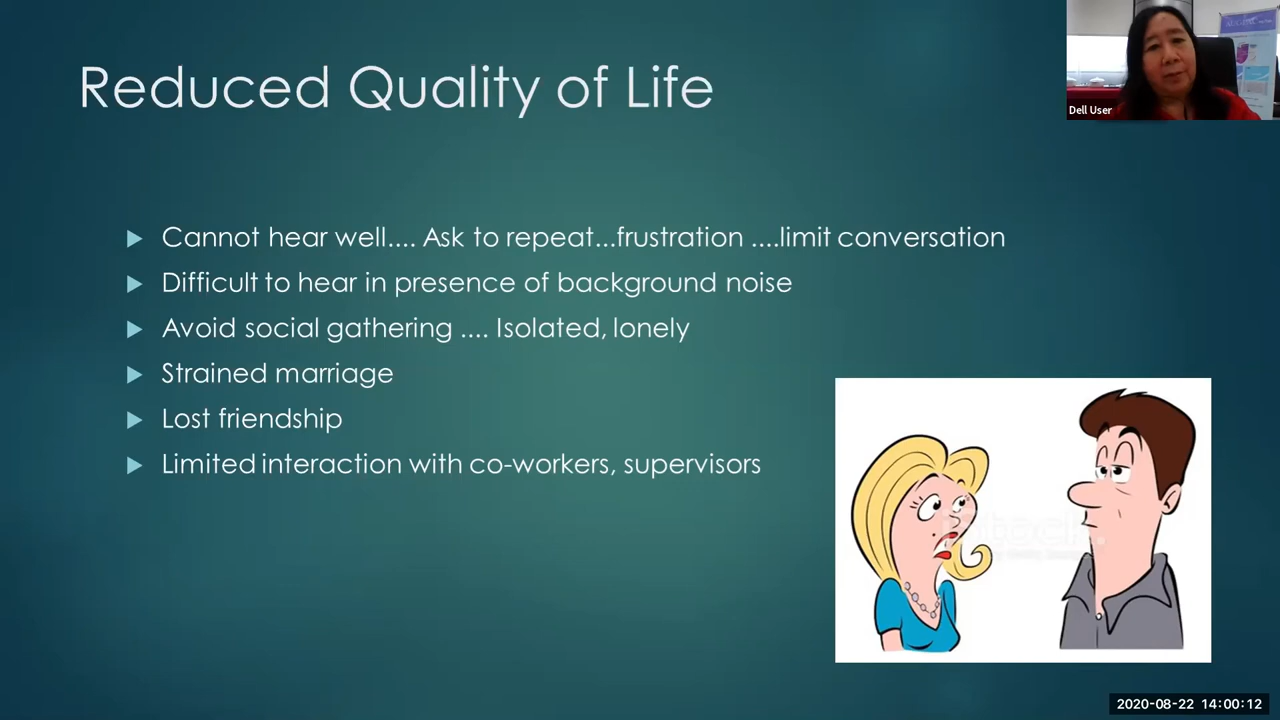 Reduced Quality of Life
Dell User
Cannot hear well.... Ask to repeat...frustration ....limit conversation
Difficult to hear in presence of background noise
Avoid social gathering .... Isolated, lonely
Strained marriage
Lost friendship
Limited interaction with co-workers, supervisors
2020-08-22 14:00:12